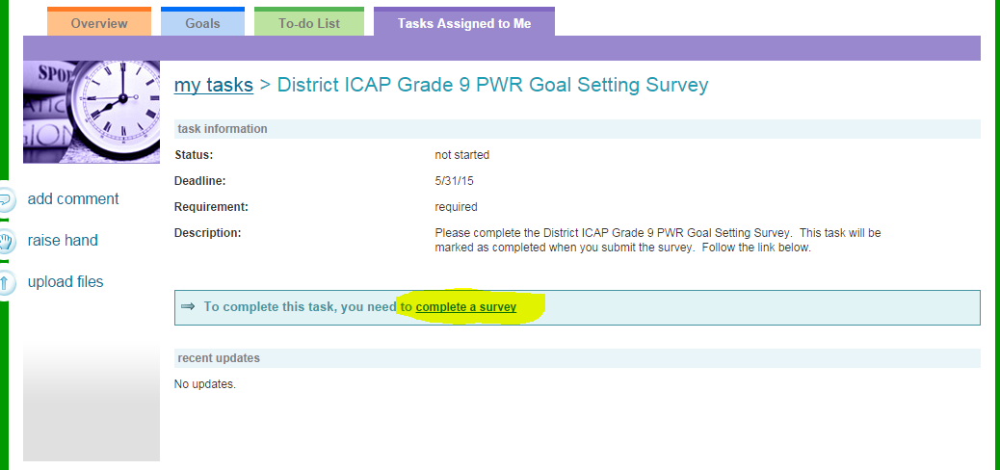 Overview
Goals
To-do List
Tasks Assigned to Me
SPO
my tasks > District ICAP Grade 9 PWR Goal Setting Survey
task information
Status: not started
Deadline: 5/31/15
Requirement: required
Description: Please complete the District ICAP Grade 9 PWR Goal Setting Survey. This task will
be marked as completed when you submit the survey. Follow the link below.
add comment
raise hand
upload files
To complete this task, you need to complete a survey
recent updates
No updates.